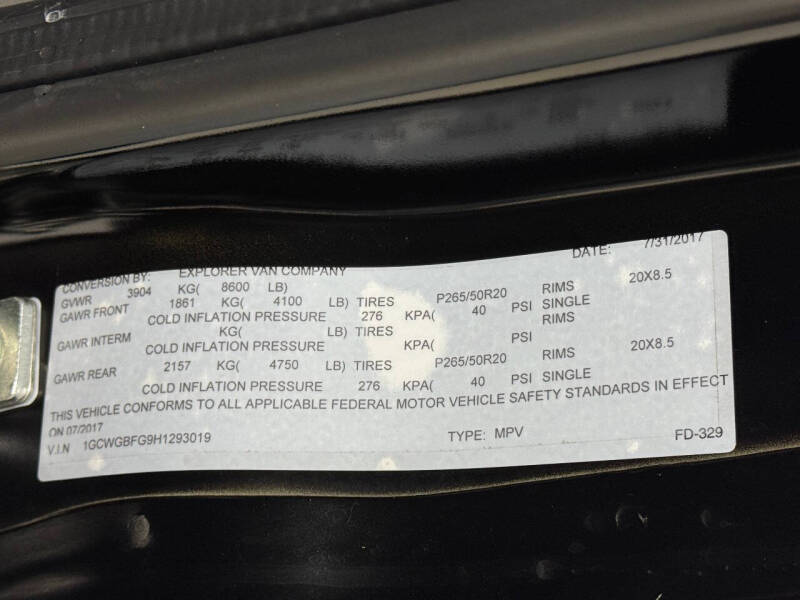 DATE: 7/31/2017
CONVERSION BY: EXPLORER VAN COMPANY
GVWR 3904 KG( 8600 LB)
GAWR FRONT 1861 KG( 4100 LB) TIRES P265/50R20 RIMS 20X8.5
COLD INFLATION PRESSURE 276 KPA( 40 PSI SINGLE
GAWR INTERM KG( LB) TIRES RIMS
COLD INFLATION PRESSURE KPA( PSI
GAWR REAR 2157 KG( 4750 LB) TIRES P265/50R20 RIMS 20X8.5
COLD INFLATION PRESSURE 276 KPA( 40 PSI SINGLE
THIS VEHICLE CONFORMS TO ALL APPLICABLE FEDERAL MOTOR VEHICLE SAFETY STANDARDS IN EFFECT
ON 07/2017
V.I.N 1GCWGBFG9H1293019 TYPE: MPV FD-329